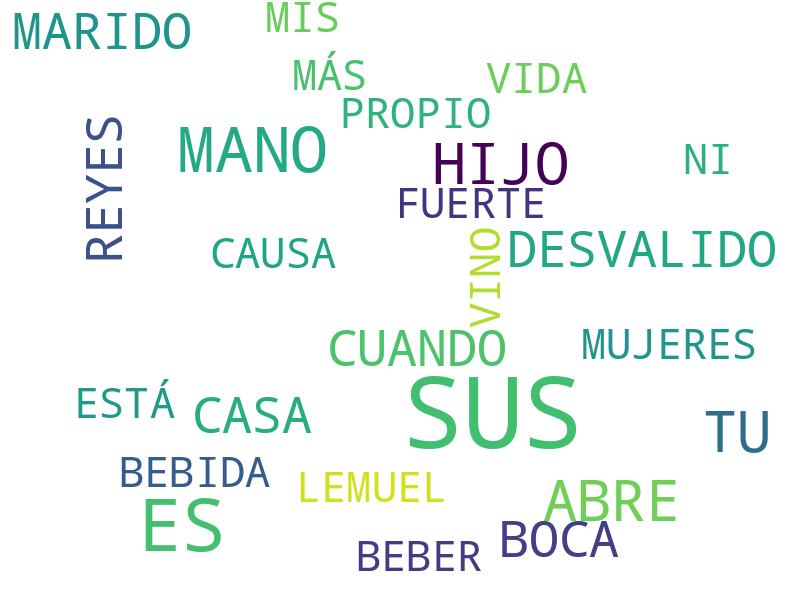 MARIDO
MIS
MÁS
VIDA
PROPIO
REYES
MANO
HIJO
NI
FUERTE
CAUSA
VINO
DESVALIDO
CUANDO
MUJERES
SUS
ESTÁ
CASA
TU
BEBIDA
LEMUEL
ABRE
ES
BOCA
BEBER